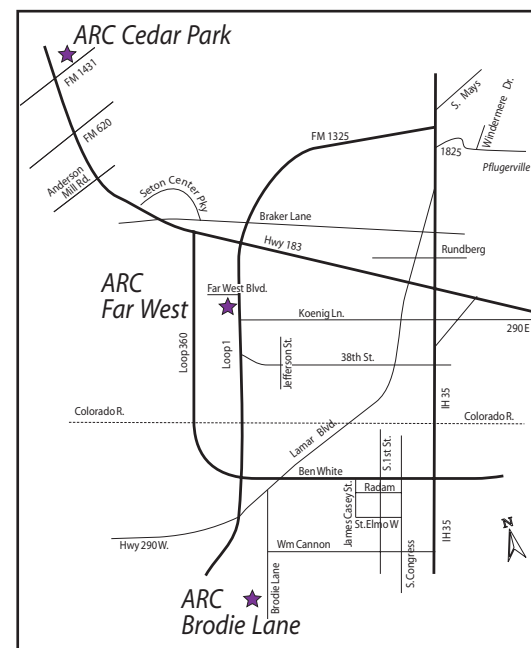 ARC Cedar Park
FM 1431
S. Mays
Windermere Dr.
FM 620
FM 1325
1825
Pflugerville
Anderson
Mill Rd.
Seton Center Pky
Braker Lane
Hwy 183
Rundberg
ARC
Far West
Far West Blvd.
Koenig Ln.
290 E
Loop 360
Loop 1
Jefferson St.
38th St.
IH 35
Colorado R.
Colorado R.
Lamar Blvd.
S. 1st St.
Ben White
James Casey St.
Radam
St. Elmo W
N
Hwy 290 W.
Wm Cannon
S. Congress
IH 35
Brodie Lane
ARC
Brodie Lane